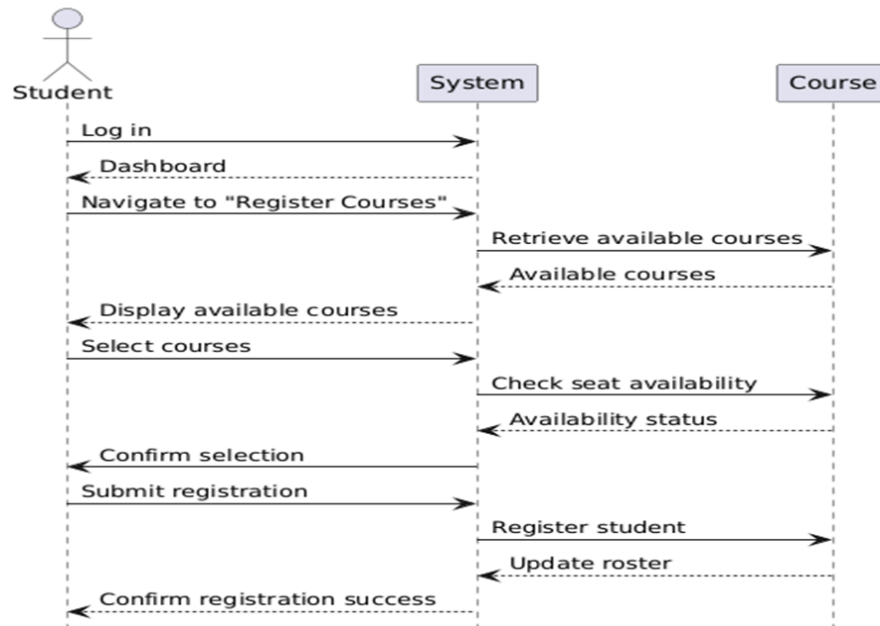 Student
System
Course
Log in
Dashboard
Navigate to "Register Courses"
Retrieve available courses
Available courses
Display available courses
Select courses
Check seat availability
Availability status
Confirm selection
Submit registration
Register student
Update roster
Confirm registration success